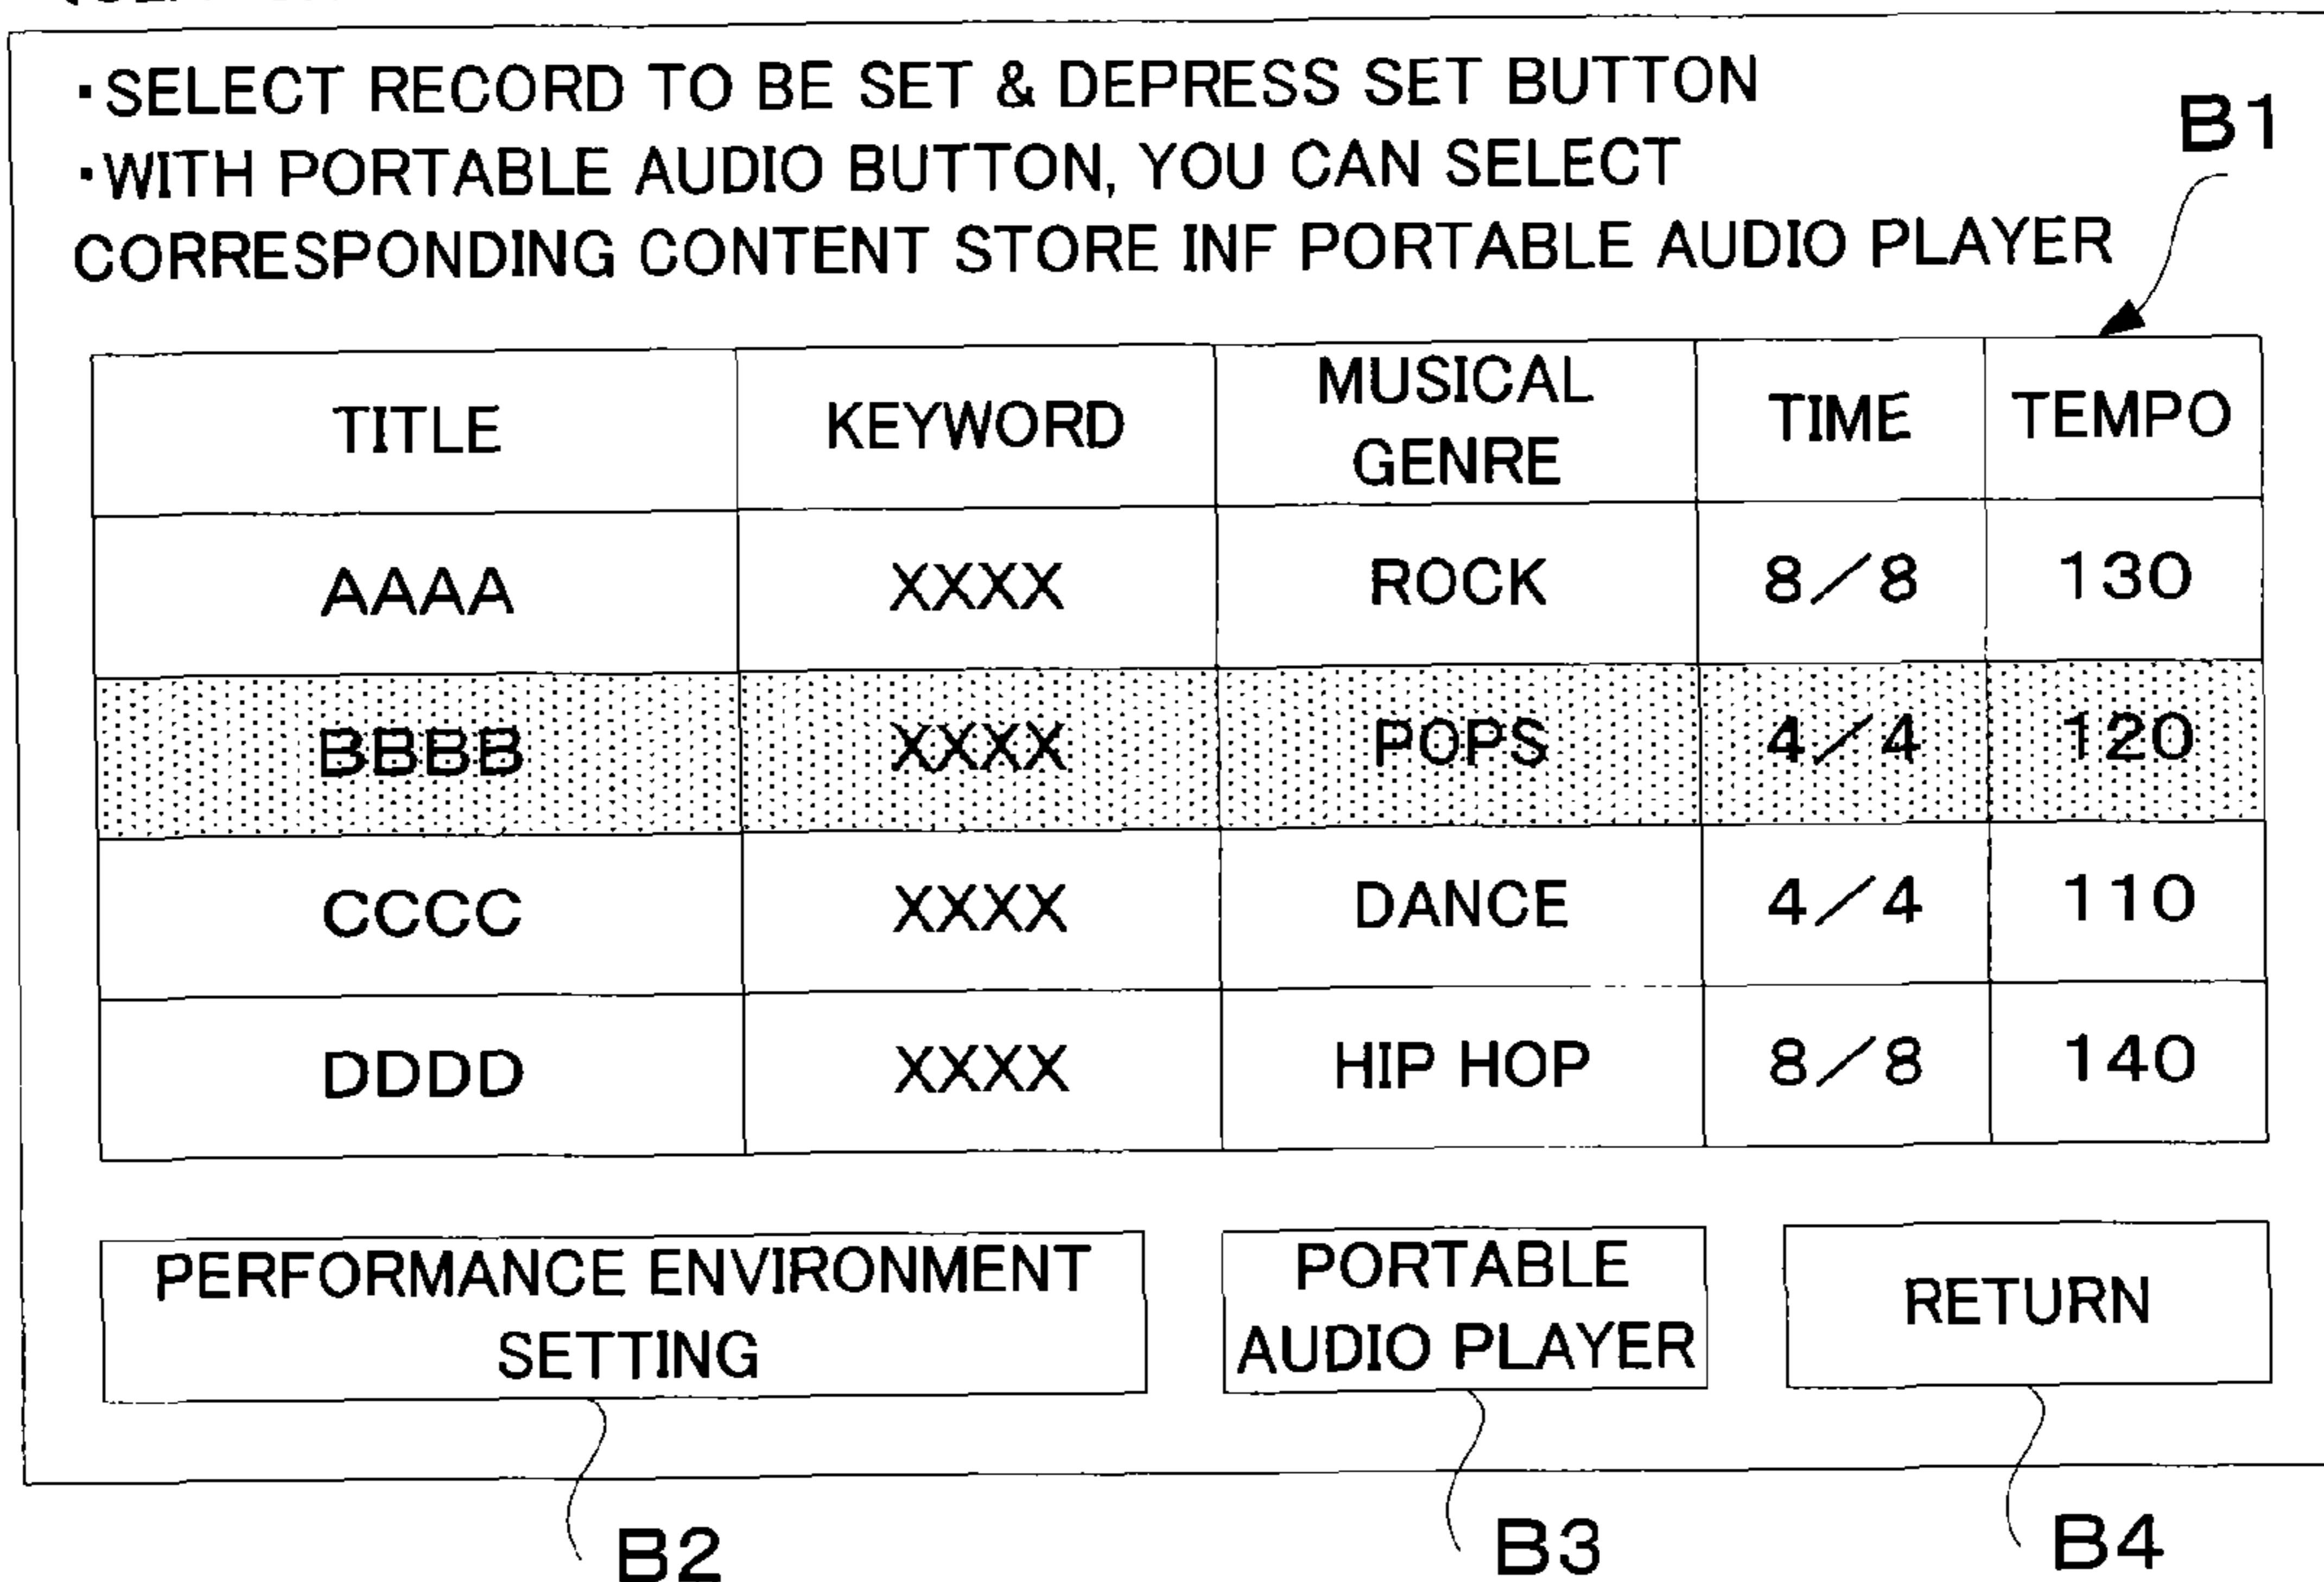 ・SELECT RECORD TO BE SET & DEPRESS SET BUTTON
・WITH PORTABLE AUDIO BUTTON, YOU CAN SELECT
CORRESPONDING CONTENT STORE INF PORTABLE AUDIO PLAYER
B1
TITLE KEYWORD MUSICAL GENRE TIME TEMPO
AAAA XXXX ROCK 8/8 130
BBBB XXXX POPS 4/4 120
CCCC XXXX DANCE 4/4 110
DDDD XXXX HIP HOP 8/8 140
PERFORMANCE ENVIRONMENT
SETTING
PORTABLE
AUDIO PLAYER
RETURN
B2 B3 B4